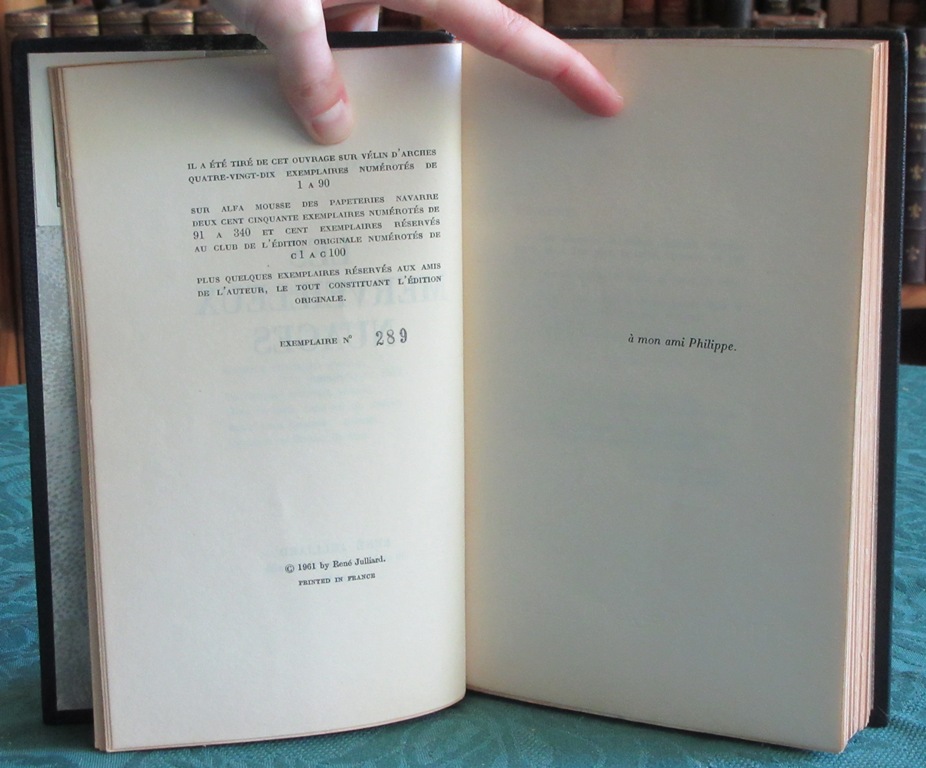 IL A ÉTÉ TIRÉ DE CET OUVRAGE SUR VÉLIN D'ARCHES
QUATRE-VINGT-DIX EXEMPLAIRES NUMÉROTÉS DE
1 A 90
SUR ALFA MOUSSE DES PAPETERIES NAVARRE
DEUX CENT CINQUANTE EXEMPLAIRES NUMÉROTÉS DE
91 A 340 ET CENT EXEMPLAIRES RÉSERVÉS
AU CLUB DE L'ÉDITION ORIGINALE NUMÉROTÉS DE
C 1 A C 100
PLUS QUELQUES EXEMPLAIRES RÉSERVÉS AUX AMIS
DE L'AUTEUR, LE TOUT CONSTITUANT L'ÉDITION
ORIGINALE.
EXEMPLAIRE N° 289
© 1961 by René Julliard.
PRINTED IN FRANCE
à mon ami Philippe.